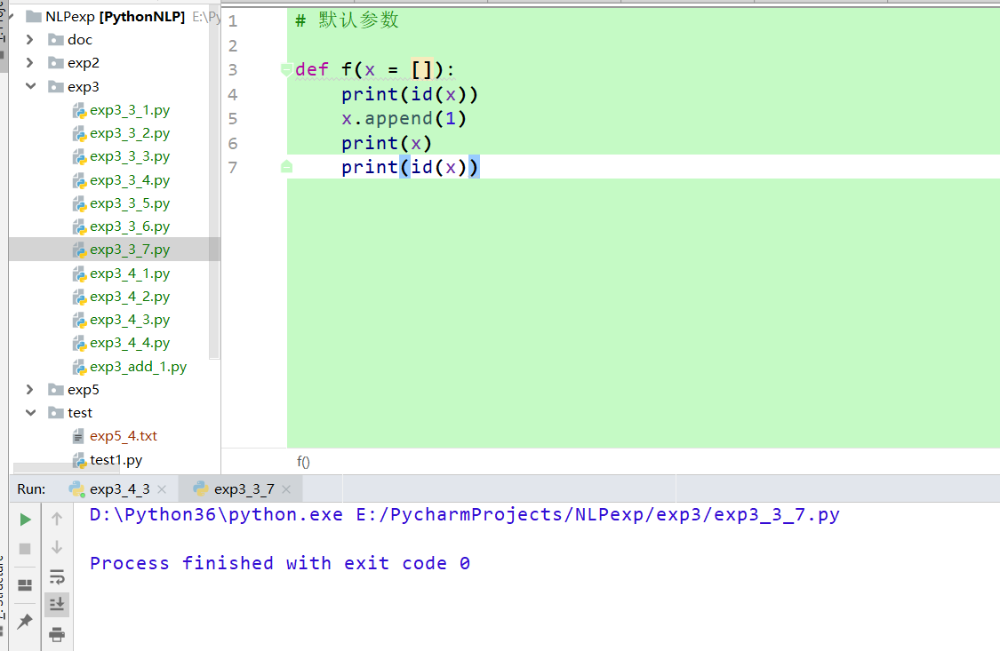 NLPexp [PythonNLP] E:\Py
doc
exp2
exp3
exp3_3_1.py
exp3_3_2.py
exp3_3_3.py
exp3_3_4.py
exp3_3_5.py
exp3_3_6.py
exp3_3_7.py
exp3_4_1.py
exp3_4_2.py
exp3_4_3.py
exp3_4_4.py
exp3_add_1.py
exp5
test
exp5_4.txt
test1.py
1 # 默认参数
2
3 def f(x = []):
4     print(id(x))
5     x.append(1)
6     print(x)
7     print(id(x))
f()
Run: exp3_4_3 exp3_3_7
D:\Python36\python.exe E:/PycharmProjects/NLPexp/exp3/exp3_3_7.py
Process finished with exit code 0